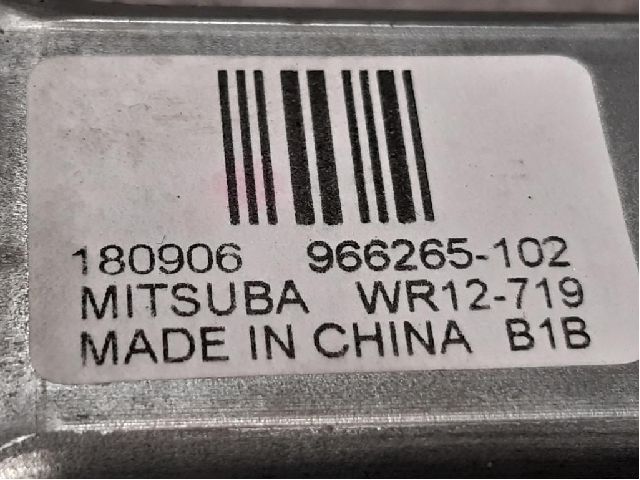 180906 966265-102
MITSUBA WR12-719
MADE IN CHINA B1B